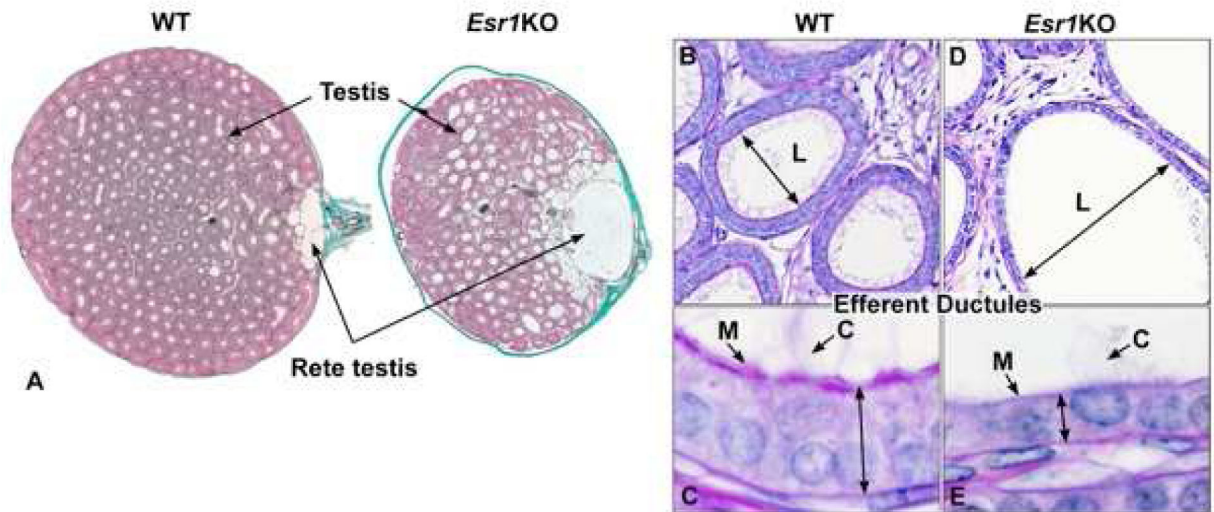 WT
Esr1KO
Testis
Rete testis
A
WT
Esr1KO
B
L
D
L
Efferent Ductules
M
C
C
M
C
E